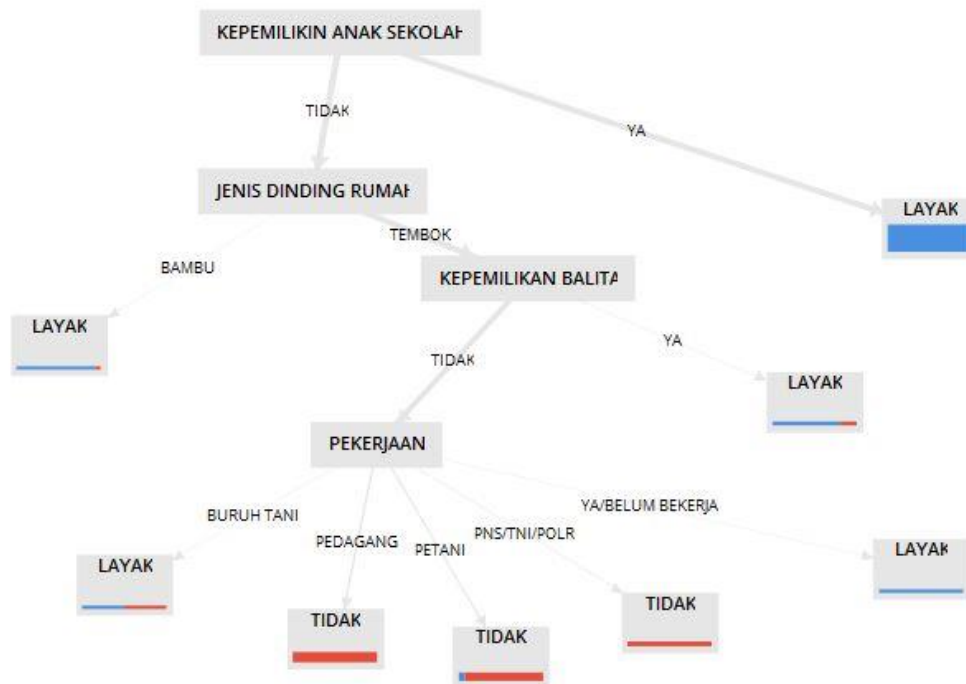 KEPEMILIKIN ANAK SEKOLAH
TIDAK
YA
JENIS DINDING RUMAH
LAYAK
TEMBOK
BAMBU
KEPEMILIKAN BALITA
LAYAK
TIDAK
YA
LAYAK
PEKERJAAN
BURUH TANI
PEDAGANG
PETANI
PNS/TNI/POLR
YA/BELUM BEKERJA
LAYAK
LAYAK
TIDAK
TIDAK
TIDAK